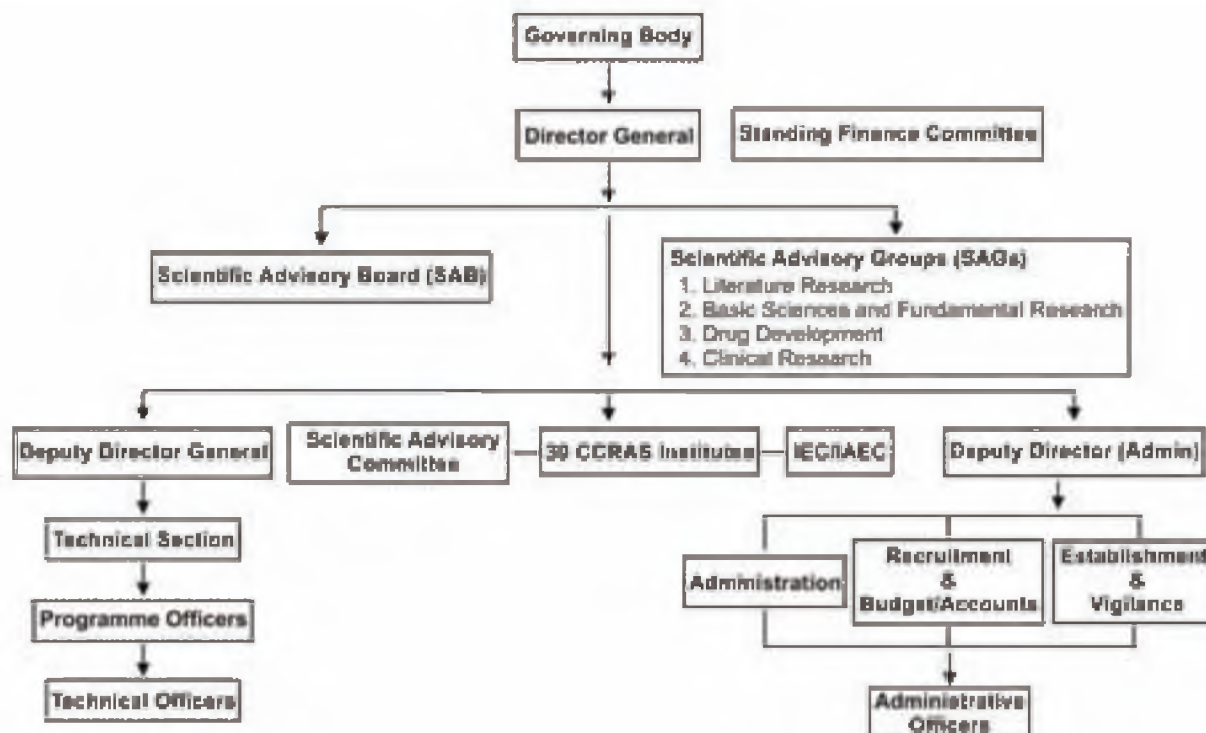 Governing Body
Director General
Standing Finance Committee
Scientific Advisory Board (SAB)
Scientific Advisory Groups (SAGs)
1. Literature Research
2. Basic Sciences and Fundamental Research
3. Drug Development
4. Clinical Research
Deputy Director General
Scientific Advisory
Committee
30 CCRAS Institutes
IEC/IAEC
Deputy Director (Admin)
Technical Section
Programme Officers
Technical Officers
Administration
Recruitment
&
Budget/Accounts
Establishment
&
Vigilance
Administrative
Officers